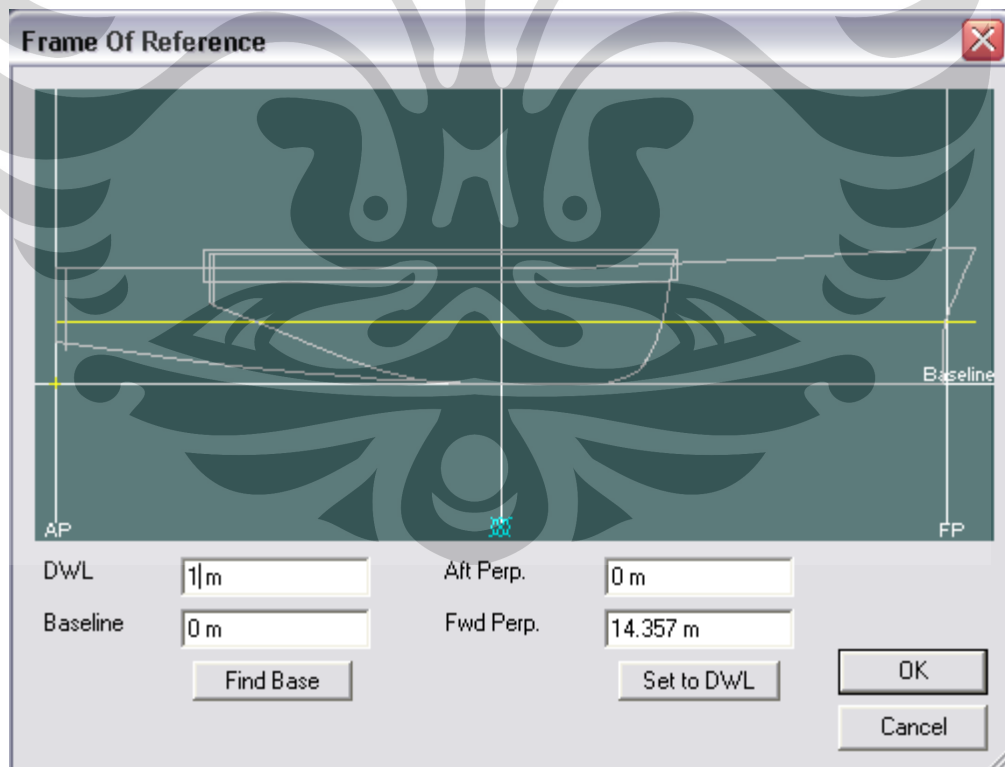 Frame Of Reference
Baseline
AP
FP
DWL
1 m
Aft Perp.
0 m
Baseline
0 m
Fwd Perp.
14.357 m
Find Base
Set to DWL
OK
Cancel